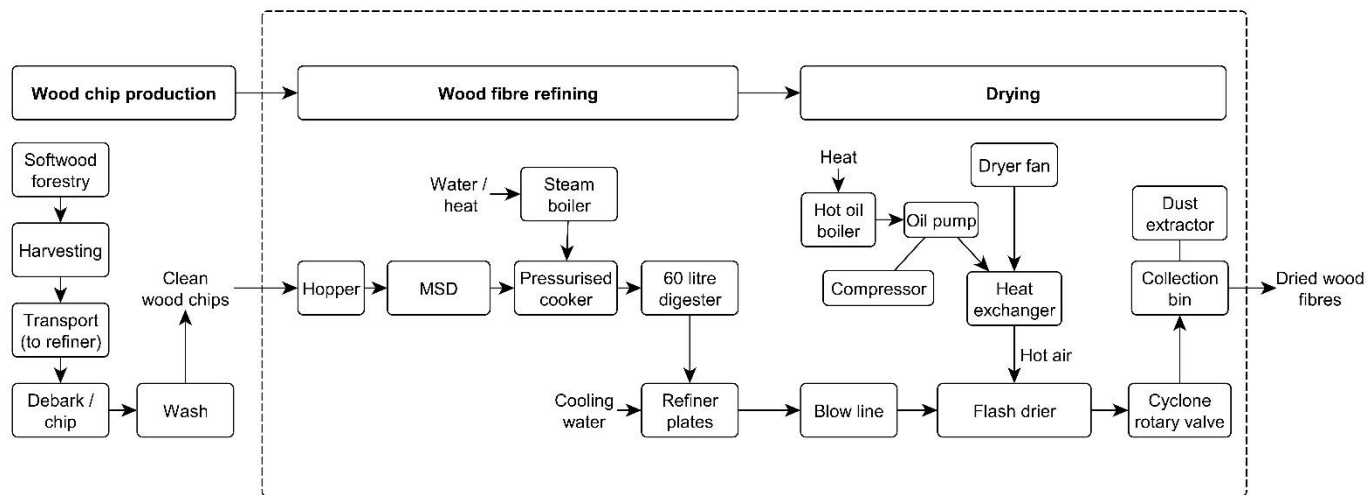 Wood chip production
Wood fibre refining
Drying
Softwood
forestry
Harvesting
Transport
(to refiner)
Debark /
chip
Wash
Clean
wood chips
Water /
heat
Steam
boiler
Hopper
MSD
Pressurised
cooker
60 litre
digester
Cooling
water
Refiner
plates
Blow line
Heat
Hot oil
boiler
Oil pump
Compressor
Dryer fan
Heat
exchanger
Hot air
Flash drier
Cyclone
rotary valve
Dust
extractor
Collection
bin
Dried wood
fibres